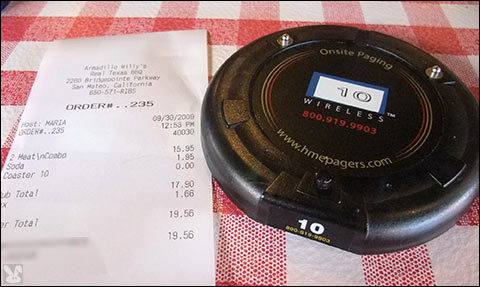 Armadillo Willy's
Real Texas BBQ
2260 Bridgepointe Parkway
San Mateo, California
650-571-RIBS
ORDER#..235
Host: MARIA 09/30/2009
ORDER#..235 12:53 PM
40030
2 Meat\nCombo 15.95
Soda 1.95
Coaster 10 0.00
ub Total 17.90
x 1.66
19.56
er Total 19.56
Onsite Paging
10
WIRELESS™
800.919.9903
www.hmepagers.com
10
800-919-9903